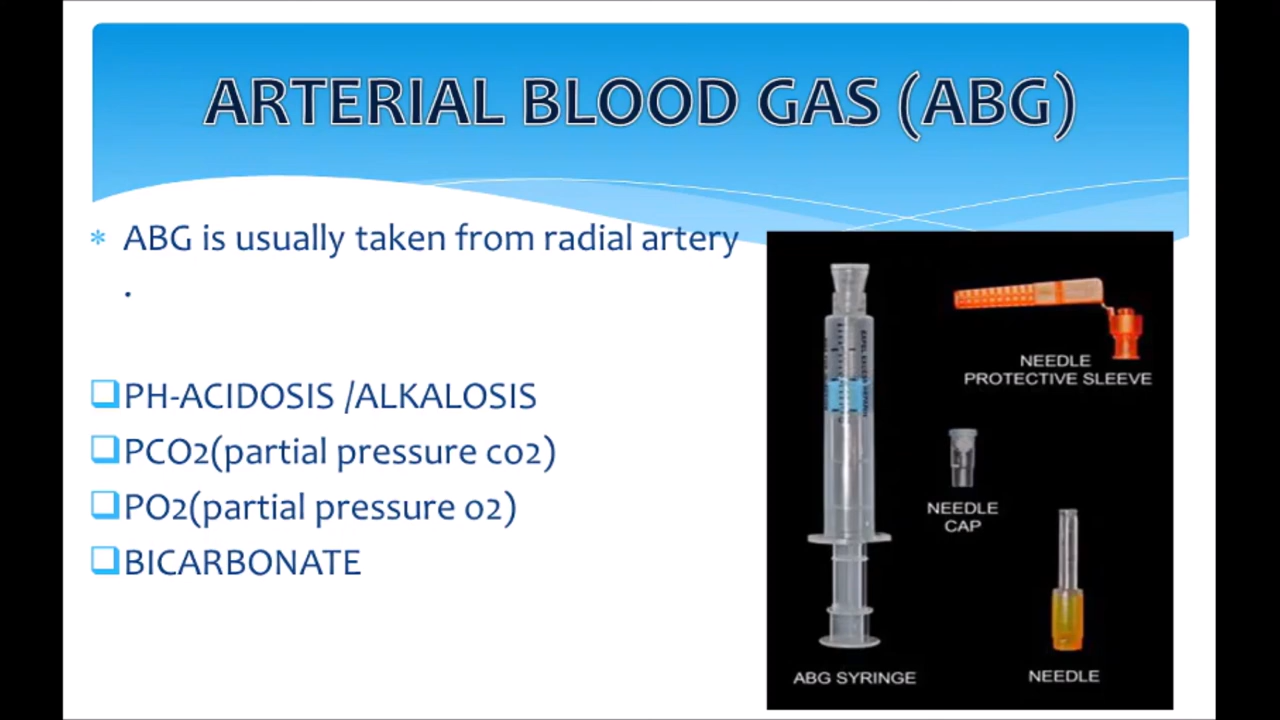 ARTERIAL BLOOD GAS (ABG)
ABG is usually taken from radial artery
.
PH-ACIDOSIS /ALKALOSIS
PCO2(partial pressure co2)
PO2(partial pressure o2)
BICARBONATE
NEEDLE
PROTECTIVE SLEEVE
NEEDLE
CAP
ABG SYRINGE
NEEDLE